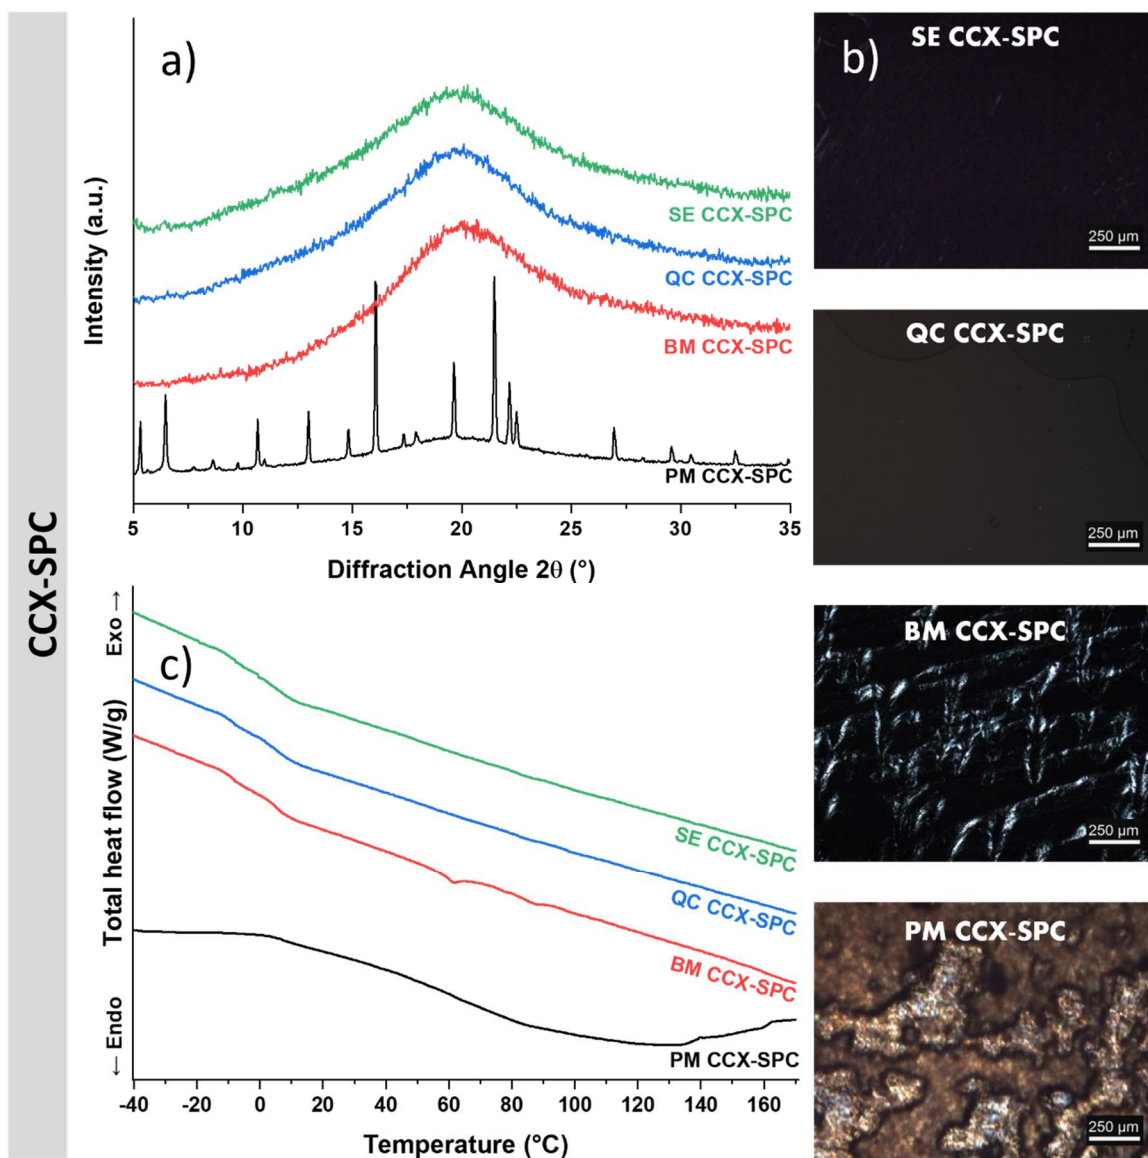 CCX-SPC
a)
Intensity (a.u.)
SE CCX-SPC
QC CCX-SPC
BM CCX-SPC
PM CCX-SPC
5 10 15 20 25 30 35
Diffraction Angle 2θ (°)
b)
SE CCX-SPC
250 µm
QC CCX-SPC
250 µm
BM CCX-SPC
250 µm
PM CCX-SPC
250 µm
c)
Exo →
Total heat flow (W/g)
← Endo
SE CCX-SPC
QC CCX-SPC
BM CCX-SPC
PM CCX-SPC
-40 -20 0 20 40 60 80 100 120 140 160
Temperature (°C)